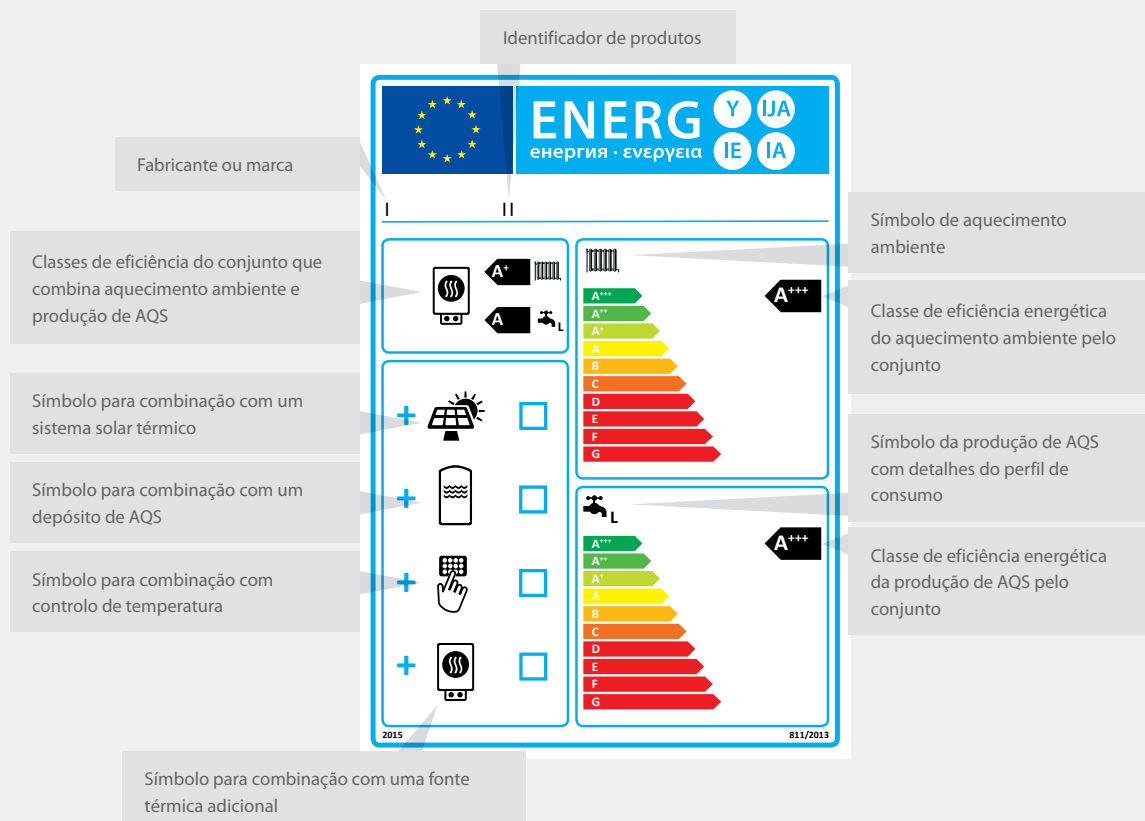 Identificador de produtos
ENERG
Y IJA
IE IA
енергия · ενεργεια
Fabricante ou marca
I II
Classes de eficiência do conjunto que
combina aquecimento ambiente e
produção de AQS
A+
A
L
Símbolo para combinação com um
sistema solar térmico
Símbolo para combinação com um
depósito de AQS
Símbolo para combinação com
controlo de temperatura
+
+
+
+
2015
Símbolo para combinação com uma fonte
térmica adicional
A+++
A++
A+
A
B
C
D
E
F
G
A+++
L
A+++
A++
A+
A
B
C
D
E
F
G
A+++
811/2013
Símbolo de aquecimento
ambiente
Classe de eficiência energética
do aquecimento ambiente pelo
conjunto
Símbolo da produção de AQS
com detalhes do perfil de
consumo
Classe de eficiência energética
da produção de AQS pelo
conjunto